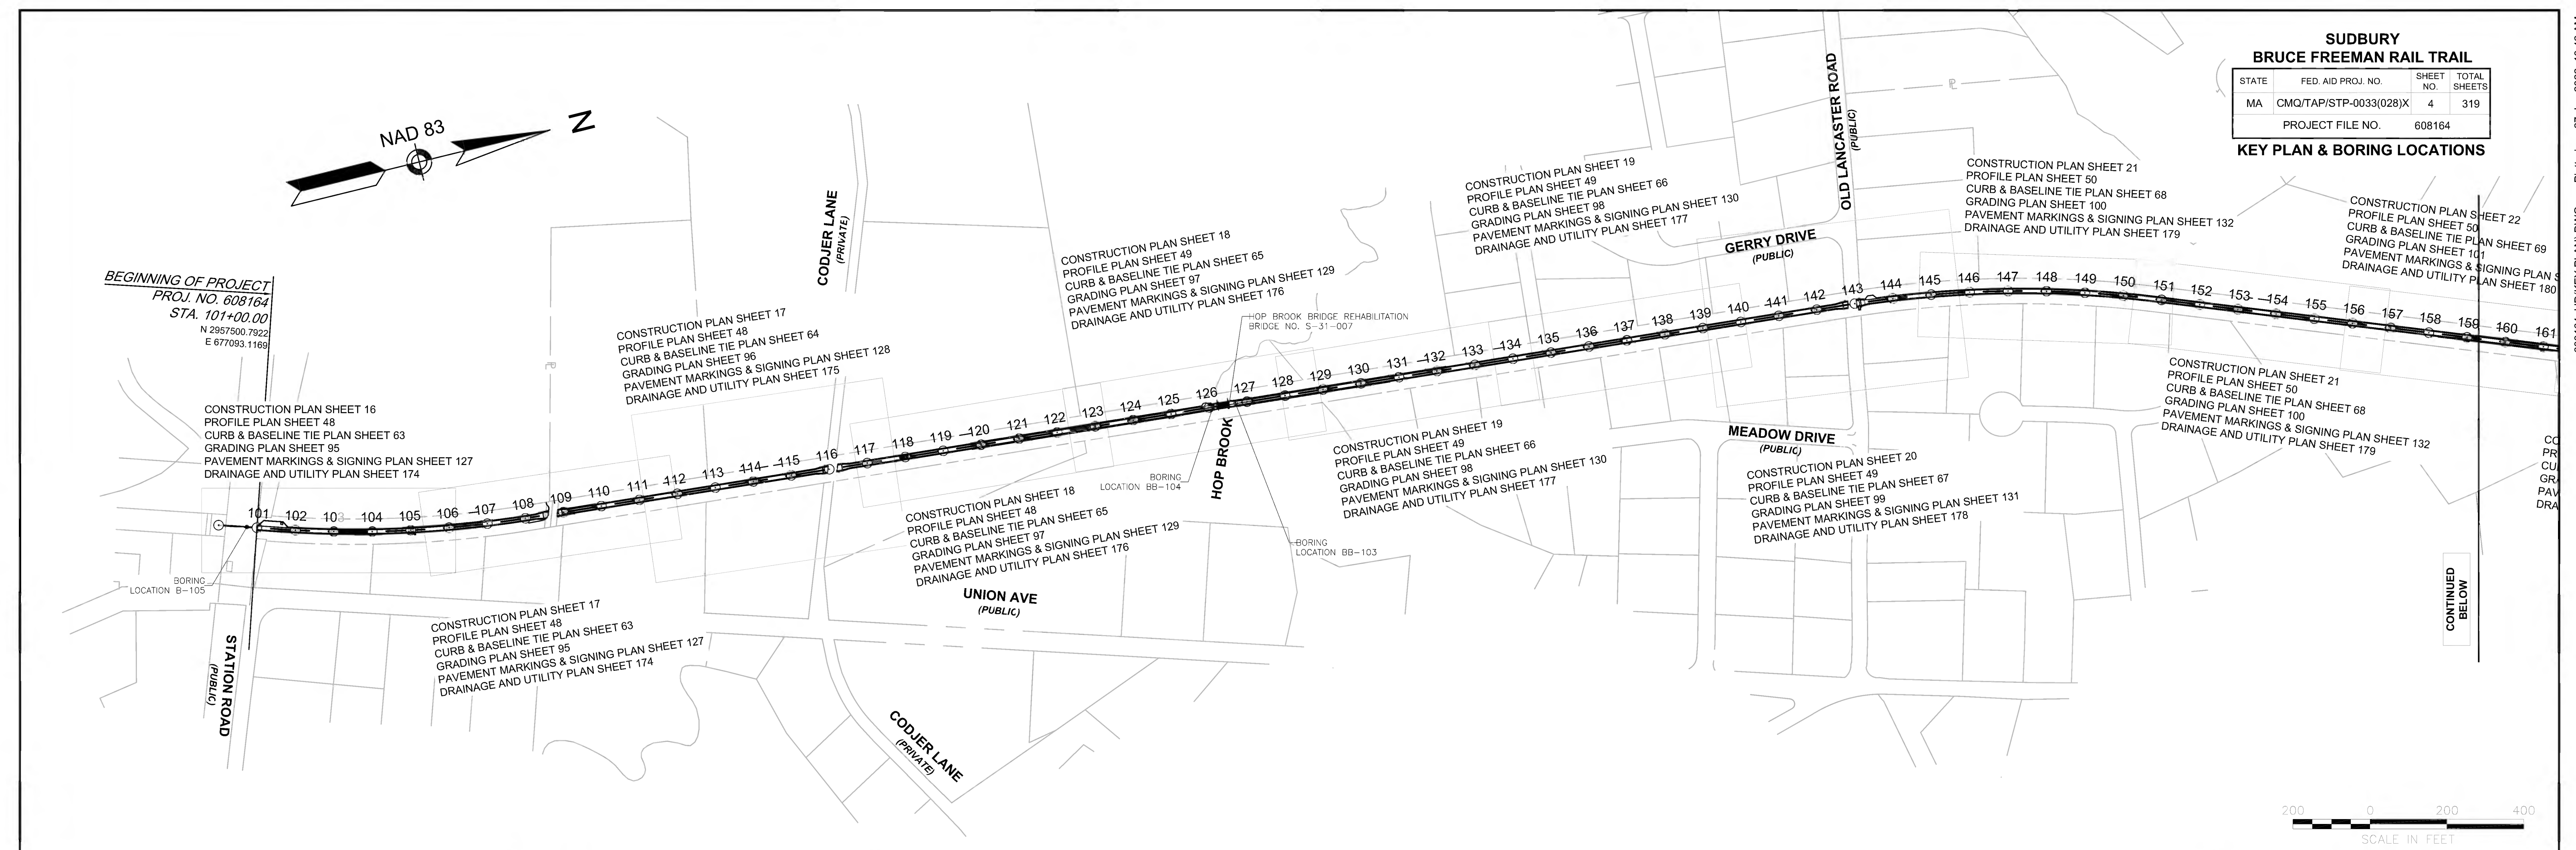 SUDBURY
BRUCE FREEMAN RAIL TRAIL
STATE FED. AID PROJ. NO. SHEET NO. TOTAL SHEETS
MA CMQ/TAP/STP-0033(028)X 4 319
PROJECT FILE NO. 608164
KEY PLAN & BORING LOCATIONS
NAD 83
N
BEGINNING OF PROJECT
PROJ. NO. 608164
STA. 101+00.00
N 2957500.7922
E 677093.1169
CONSTRUCTION PLAN SHEET 16
PROFILE PLAN SHEET 48
CURB & BASELINE TIE PLAN SHEET 63
GRADING PLAN SHEET 95
PAVEMENT MARKINGS & SIGNING PLAN SHEET 127
DRAINAGE AND UTILITY PLAN SHEET 174
CONSTRUCTION PLAN SHEET 17
PROFILE PLAN SHEET 48
CURB & BASELINE TIE PLAN SHEET 64
GRADING PLAN SHEET 96
PAVEMENT MARKINGS & SIGNING PLAN SHEET 128
DRAINAGE AND UTILITY PLAN SHEET 175
CODJER LANE
(PRIVATE)
CONSTRUCTION PLAN SHEET 18
PROFILE PLAN SHEET 49
CURB & BASELINE TIE PLAN SHEET 65
GRADING PLAN SHEET 97
PAVEMENT MARKINGS & SIGNING PLAN SHEET 129
DRAINAGE AND UTILITY PLAN SHEET 176
HOP BROOK BRIDGE REHABILITATION
BRIDGE NO. S-31-007
CONSTRUCTION PLAN SHEET 19
PROFILE PLAN SHEET 49
CURB & BASELINE TIE PLAN SHEET 66
GRADING PLAN SHEET 98
PAVEMENT MARKINGS & SIGNING PLAN SHEET 130
DRAINAGE AND UTILITY PLAN SHEET 177
GERRY DRIVE
(PUBLIC)
OLD LANCASTER ROAD
(PUBLIC)
CONSTRUCTION PLAN SHEET 21
PROFILE PLAN SHEET 50
CURB & BASELINE TIE PLAN SHEET 68
GRADING PLAN SHEET 100
PAVEMENT MARKINGS & SIGNING PLAN SHEET 132
DRAINAGE AND UTILITY PLAN SHEET 179
CONSTRUCTION PLAN SHEET 22
PROFILE PLAN SHEET 50
CURB & BASELINE TIE PLAN SHEET 69
GRADING PLAN SHEET 101
PAVEMENT MARKINGS & SIGNING PLAN S
DRAINAGE AND UTILITY PLAN SHEET 180
101 102 103 104 105 106 107 108 109 110 111 112 113 114 115 116 117 118 119 120 121 122 123 124 125 126 127 128 129 130 131 132 133 134 135 136 137 138 139 140 141 142 143 144 145 146 147 148 149 150 151 152 153 154 155 156 157 158 159 160 161
BORING
LOCATION B-105
STATION ROAD
(PUBLIC)
CONSTRUCTION PLAN SHEET 17
PROFILE PLAN SHEET 48
CURB & BASELINE TIE PLAN SHEET 63
GRADING PLAN SHEET 95
PAVEMENT MARKINGS & SIGNING PLAN SHEET 127
DRAINAGE AND UTILITY PLAN SHEET 174
CONSTRUCTION PLAN SHEET 18
PROFILE PLAN SHEET 48
CURB & BASELINE TIE PLAN SHEET 65
GRADING PLAN SHEET 97
PAVEMENT MARKINGS & SIGNING PLAN SHEET 129
DRAINAGE AND UTILITY PLAN SHEET 176
UNION AVE
(PUBLIC)
CODJER LANE
(PRIVATE)
BORING
LOCATION BB-104
HOP BROOK
BORING
LOCATION BB-103
CONSTRUCTION PLAN SHEET 19
PROFILE PLAN SHEET 49
CURB & BASELINE TIE PLAN SHEET 66
GRADING PLAN SHEET 98
PAVEMENT MARKINGS & SIGNING PLAN SHEET 130
DRAINAGE AND UTILITY PLAN SHEET 177
MEADOW DRIVE
(PUBLIC)
CONSTRUCTION PLAN SHEET 20
PROFILE PLAN SHEET 49
CURB & BASELINE TIE PLAN SHEET 67
GRADING PLAN SHEET 99
PAVEMENT MARKINGS & SIGNING PLAN SHEET 131
DRAINAGE AND UTILITY PLAN SHEET 178
CONSTRUCTION PLAN SHEET 21
PROFILE PLAN SHEET 50
CURB & BASELINE TIE PLAN SHEET 68
GRADING PLAN SHEET 100
PAVEMENT MARKINGS & SIGNING PLAN SHEET 132
DRAINAGE AND UTILITY PLAN SHEET 179
CO
PR
CU
GR
PAV
DRA
CONTINUED
BELOW
200 0 200 400
SCALE IN FEET